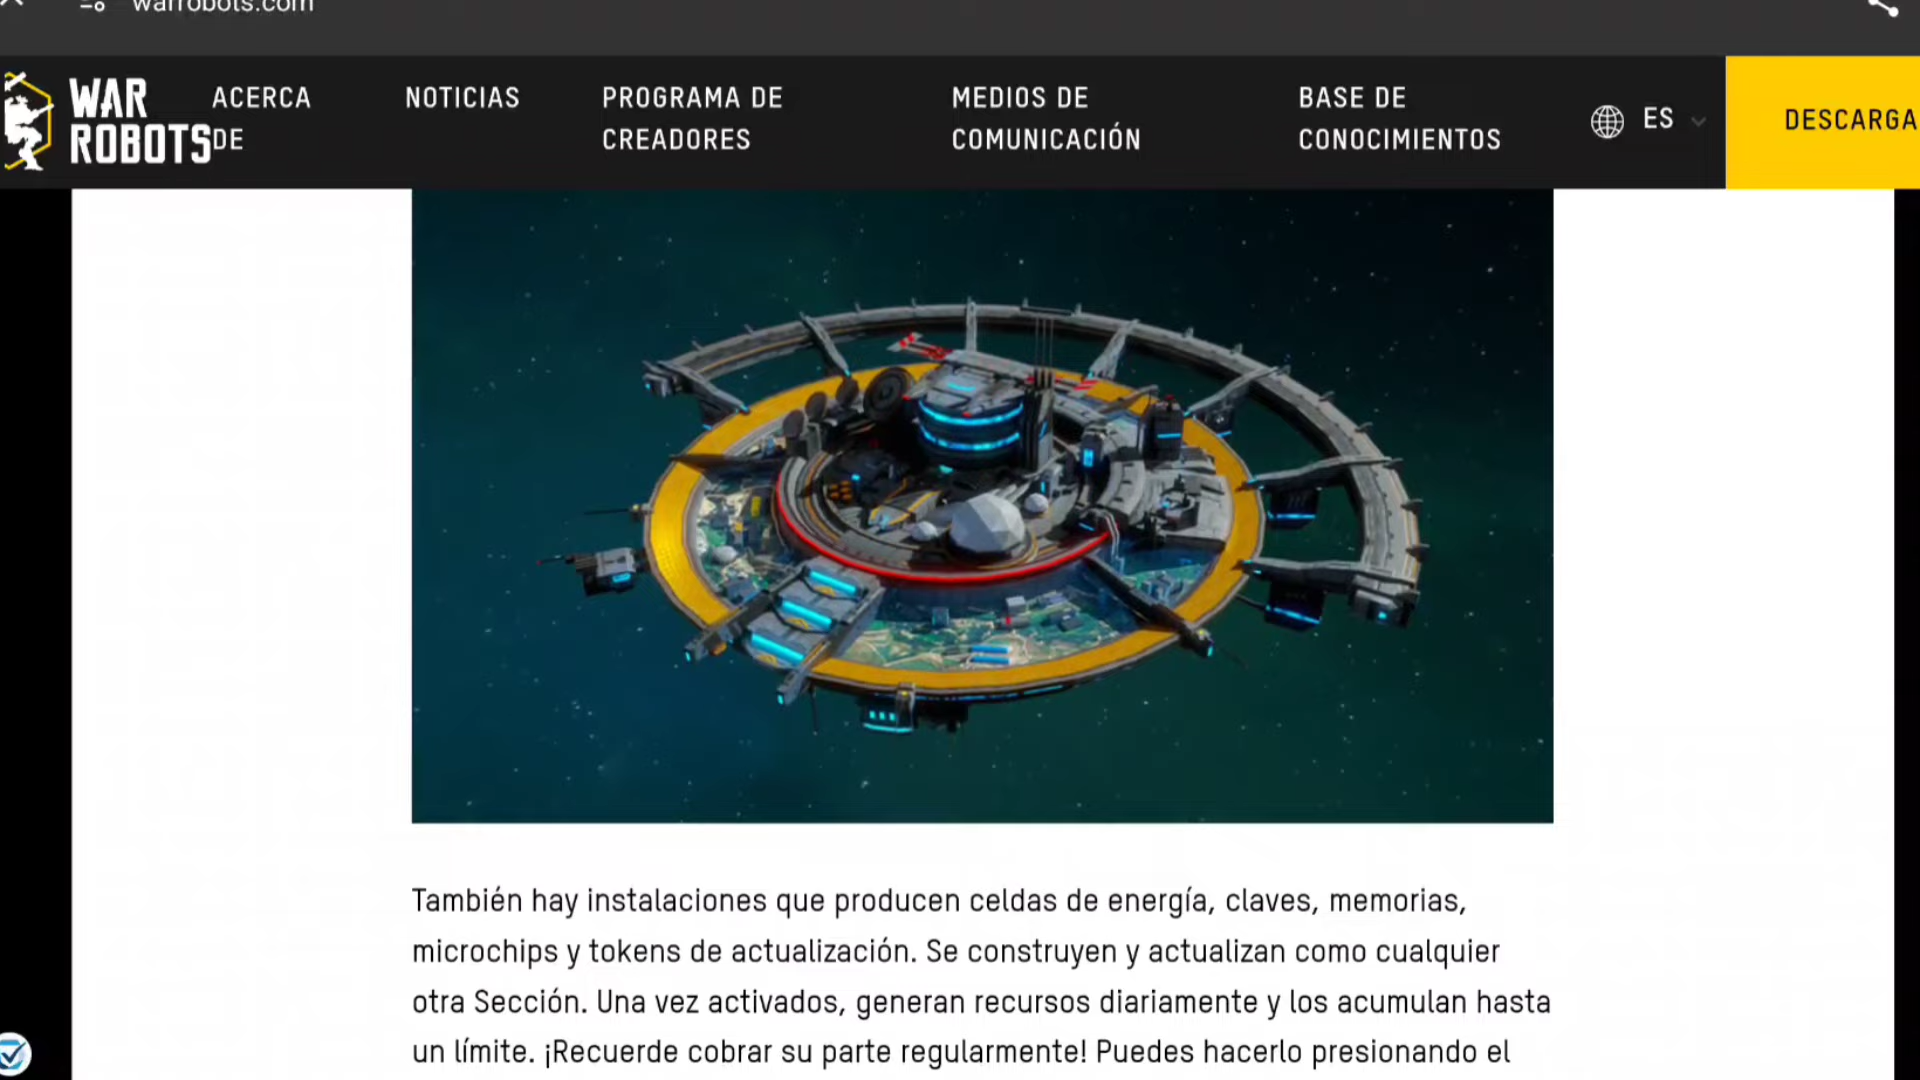 warrobots.com
WAR
ROBOTS
ACERCA
DE
NOTICIAS
PROGRAMA DE
CREADORES
MEDIOS DE
COMUNICACIÓN
BASE DE
CONOCIMIENTOS
ES
DESCARGA
También hay instalaciones que producen celdas de energía, claves, memorias,
microchips y tokens de actualización. Se construyen y actualizan como cualquier
otra Sección. Una vez activados, generan recursos diariamente y los acumulan hasta
un límite. ¡Recuerde cobrar su parte regularmente! Puedes hacerlo presionando el